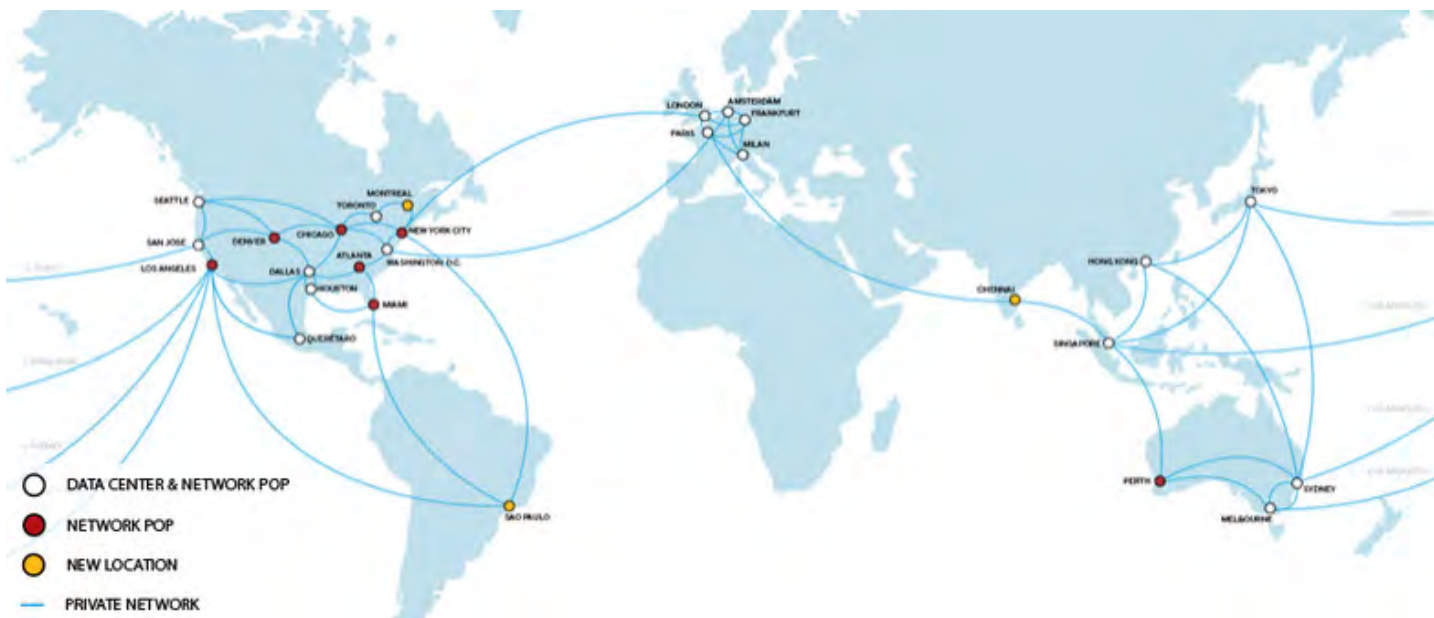 LONDON
AMSTERDAM
FRANKFURT
PARIS
MILAN
SEATTLE
MONTREAL
TORONTO
SAN JOSE
DENVER
CHICAGO
NEW YORK CITY
LOS ANGELES
DALLAS
ATLANTA
WASHINGTON D.C.
HOUSTON
MIAMI
QUERÉTARO
SAO PAULO
TOKYO
HONG KONG
CHENNAI
SINGAPORE
PERTH
SYDNEY
MELBOURNE
DATA CENTER & NETWORK POP
NETWORK POP
NEW LOCATION
PRIVATE NETWORK